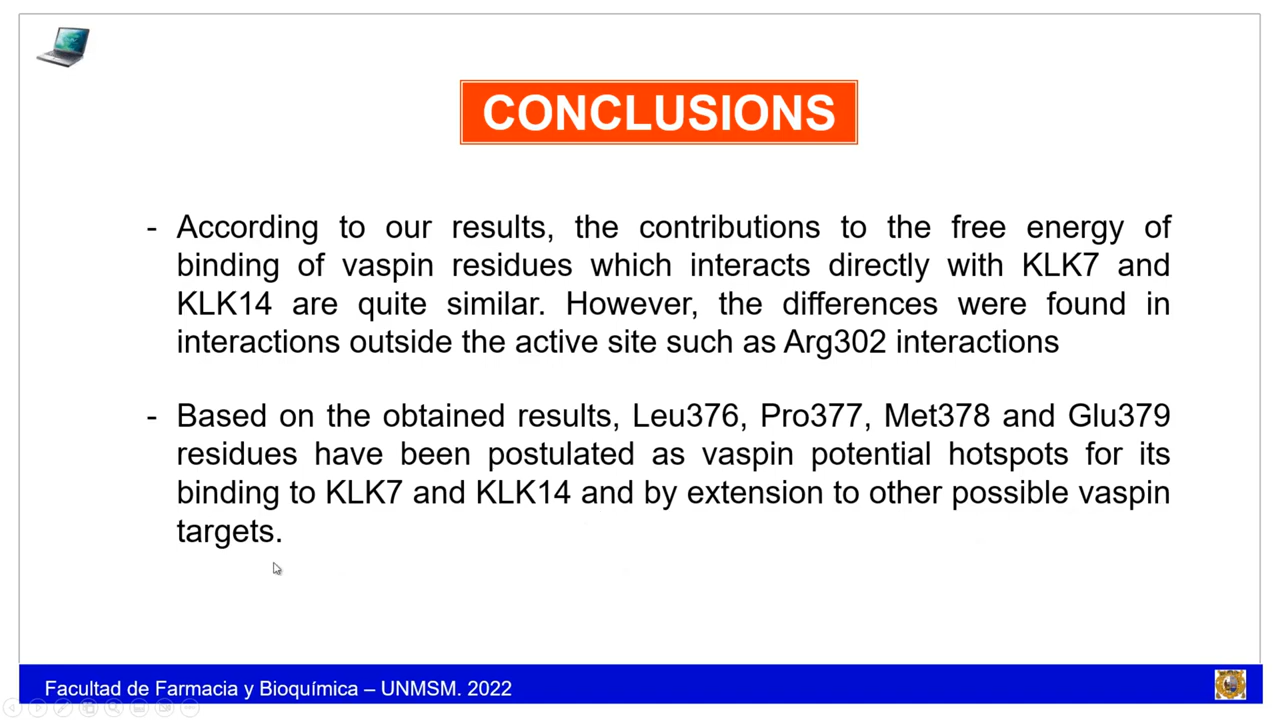 CONCLUSIONS
- According to our results, the contributions to the free energy of
binding of vaspin residues which interacts directly with KLK7 and
KLK14 are quite similar. However, the differences were found in
interactions outside the active site such as Arg302 interactions
- Based on the obtained results, Leu376, Pro377, Met378 and Glu379
residues have been postulated as vaspin potential hotspots for its
binding to KLK7 and KLK14 and by extension to other possible vaspin
targets.
Facultad de Farmacia y Bioquímica – UNMSM. 2022